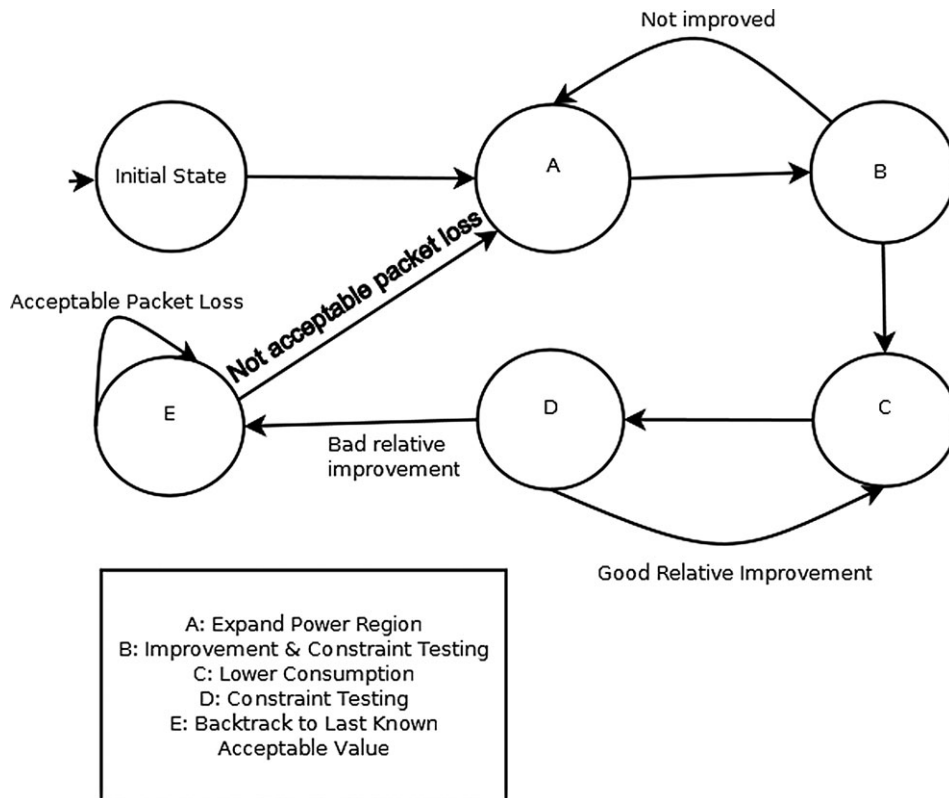 Not improved
Initial State
A
B
Not acceptable packet loss
Acceptable Packet Loss
E
D
C
Bad relative
improvement
Good Relative Improvement
A: Expand Power Region
B: Improvement & Constraint Testing
C: Lower Consumption
D: Constraint Testing
E: Backtrack to Last Known
Acceptable Value